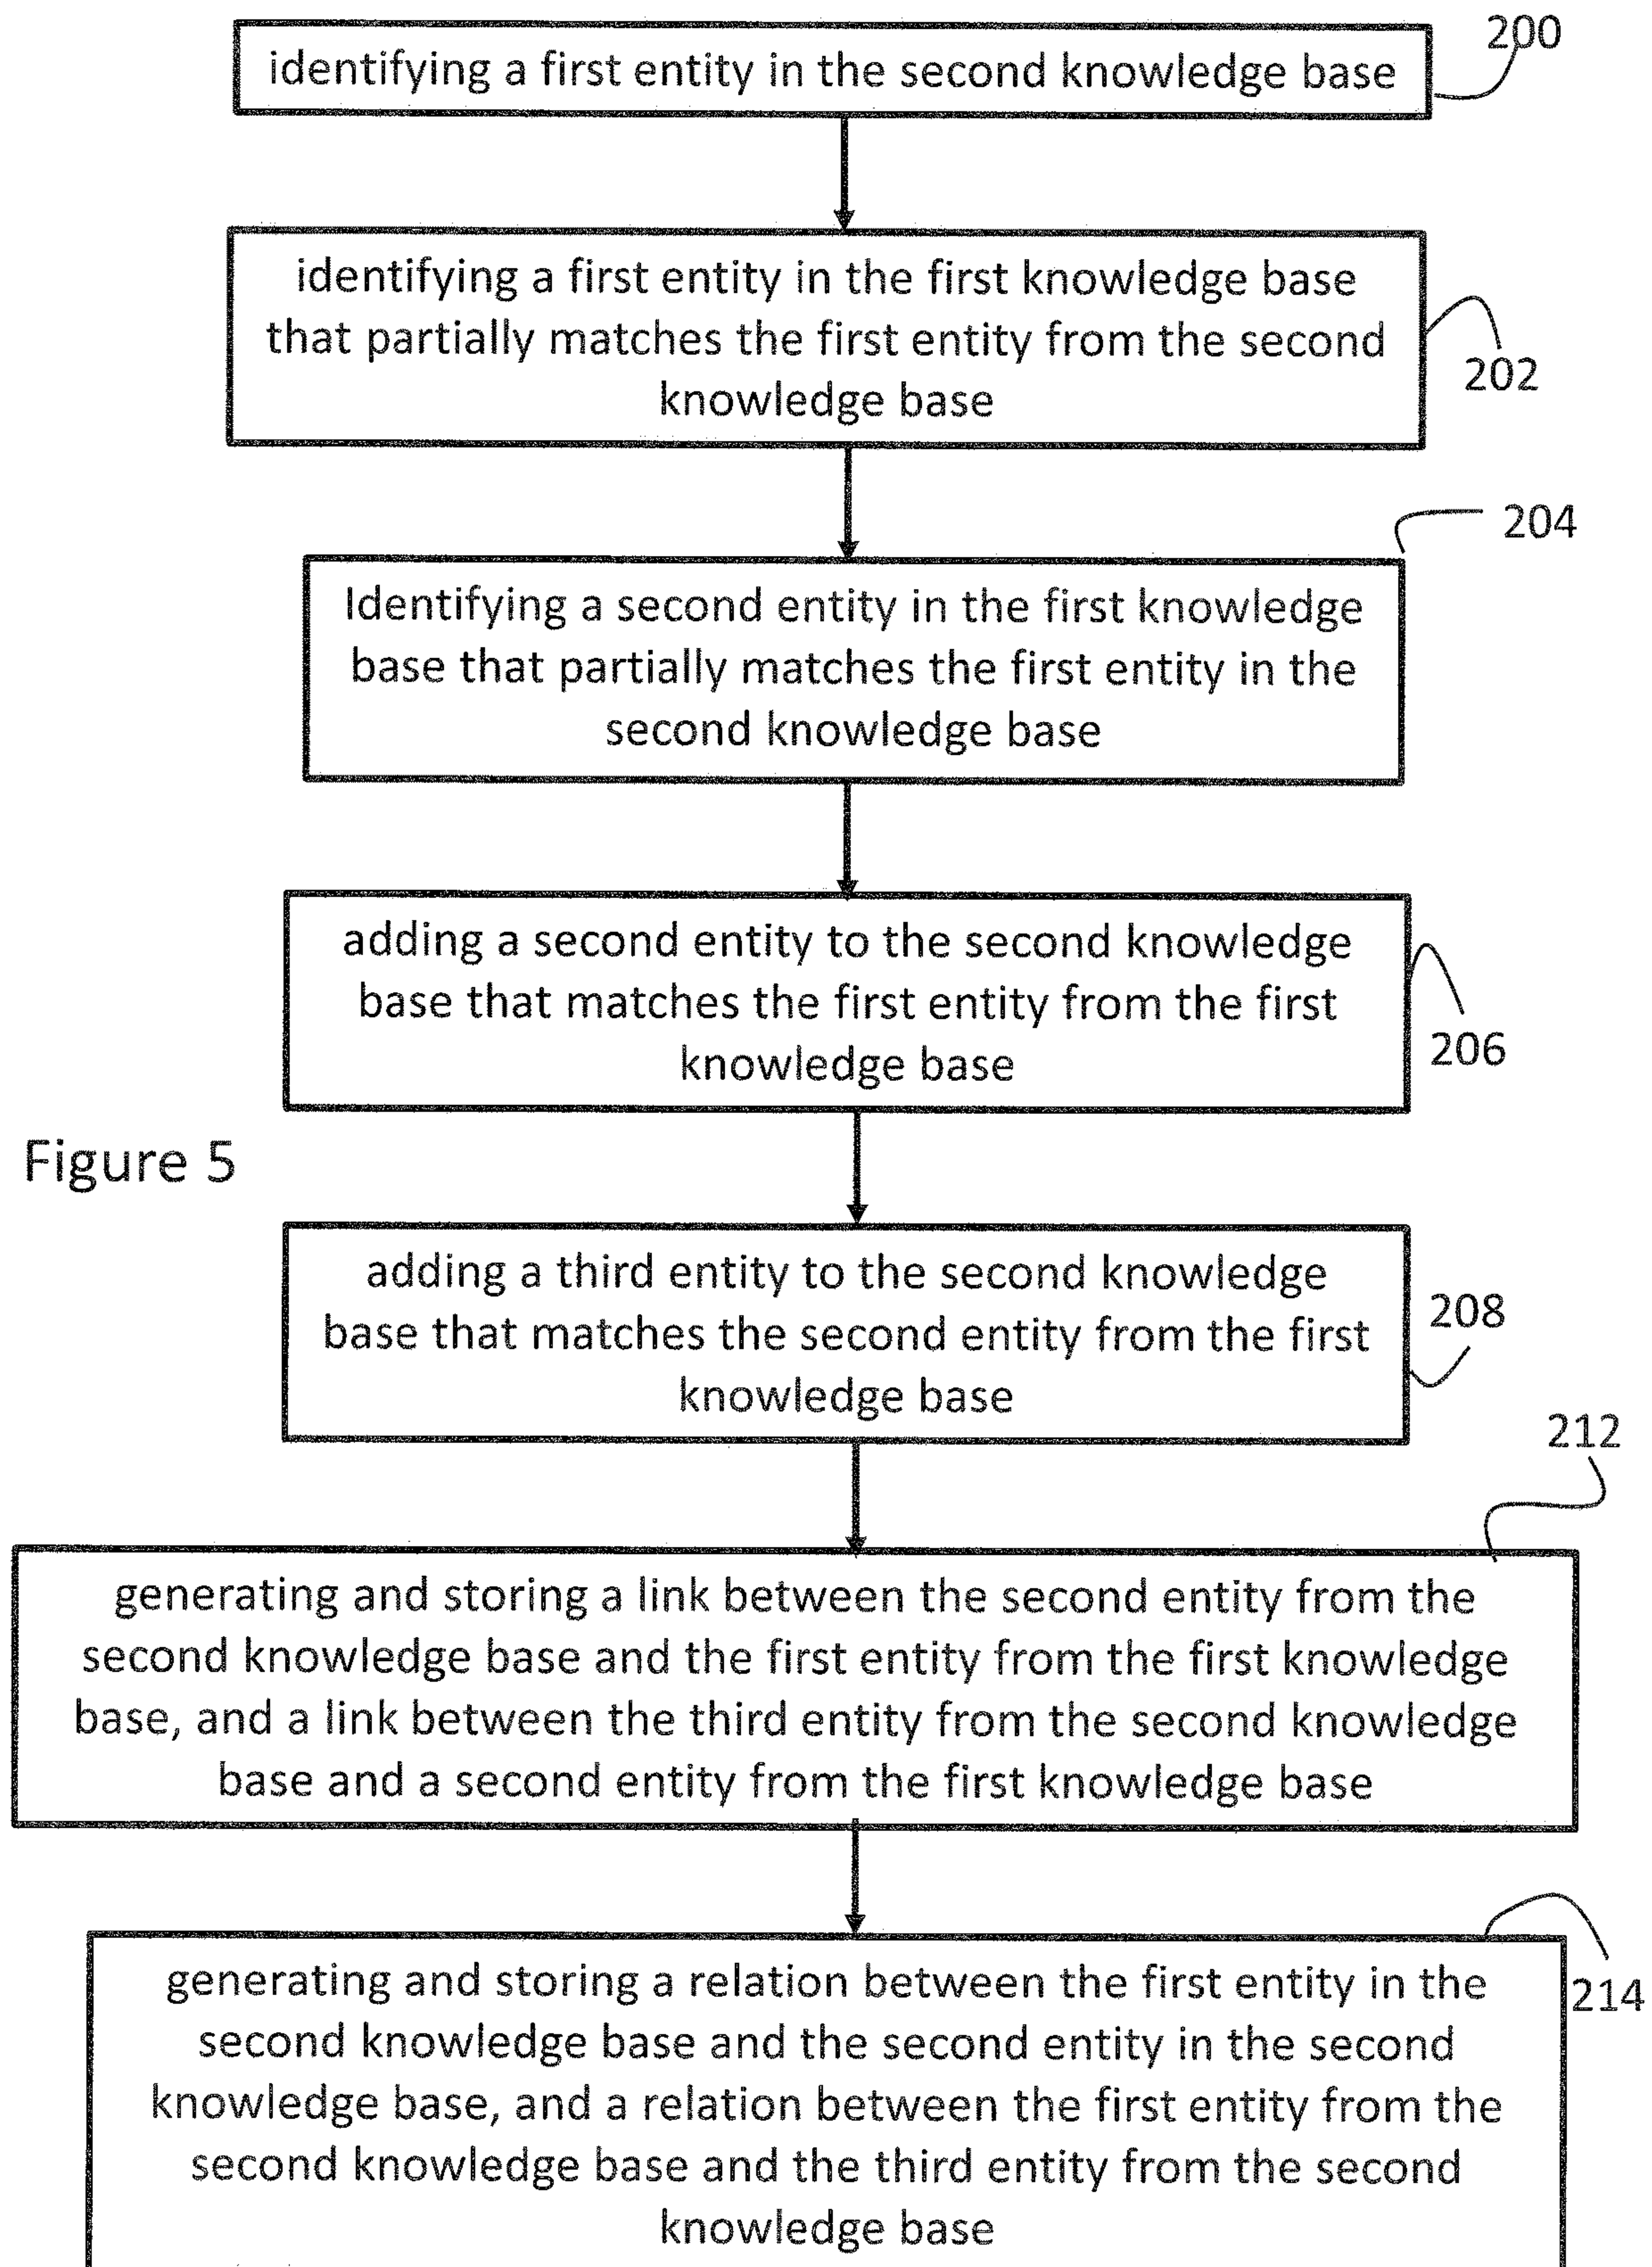 200
identifying a first entity in the second knowledge base
identifying a first entity in the first knowledge base
that partially matches the first entity from the second
knowledge base
202
204
Identifying a second entity in the first knowledge
base that partially matches the first entity in the
second knowledge base
adding a second entity to the second knowledge
base that matches the first entity from the first
knowledge base
206
Figure 5
adding a third entity to the second knowledge
base that matches the second entity from the first
knowledge base
208
212
generating and storing a link between the second entity from the
second knowledge base and the first entity from the first knowledge
base, and a link between the third entity from the second knowledge
base and a second entity from the first knowledge base
generating and storing a relation between the first entity in the
second knowledge base and the second entity in the second
knowledge base, and a relation between the first entity from the
second knowledge base and the third entity from the second
knowledge base
214